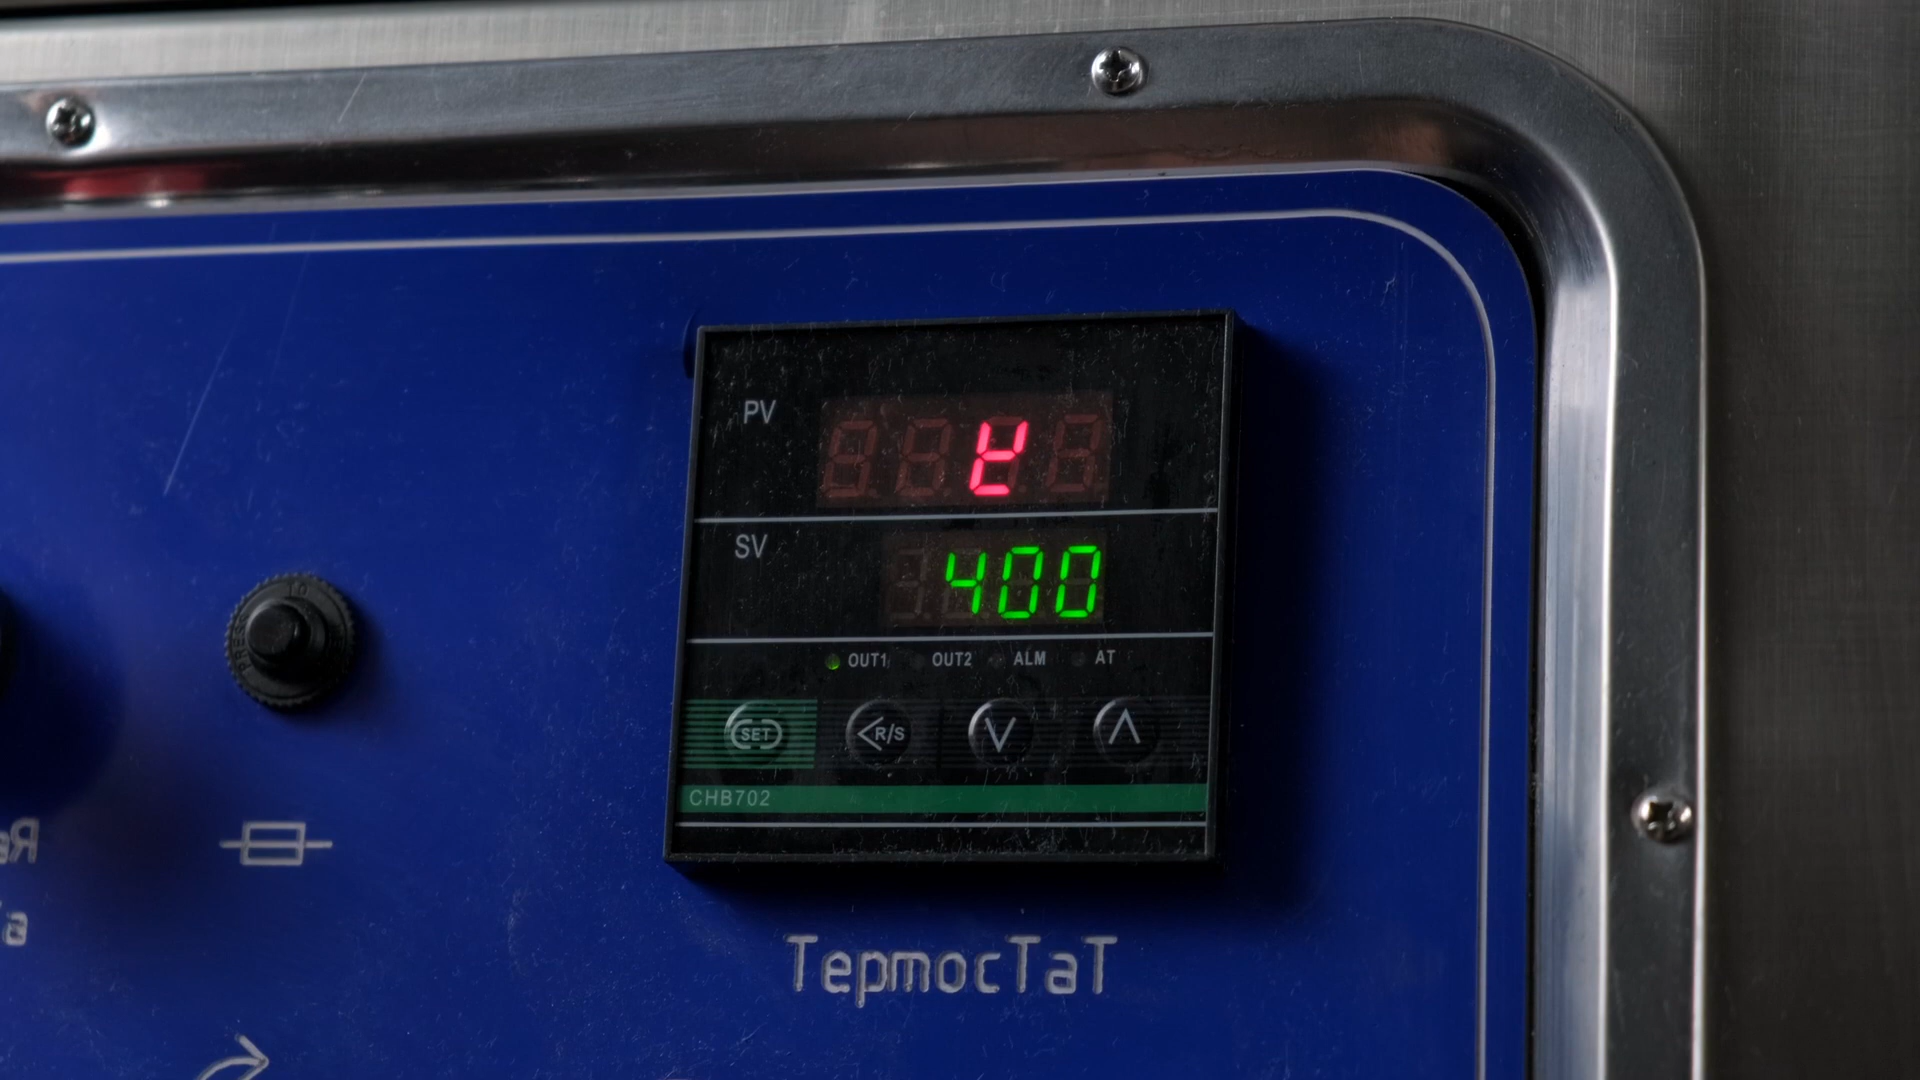 PV
SV
400
OUT1 OUT2 ALM AT
SET <R/S
CHB702
ТермосТаТ